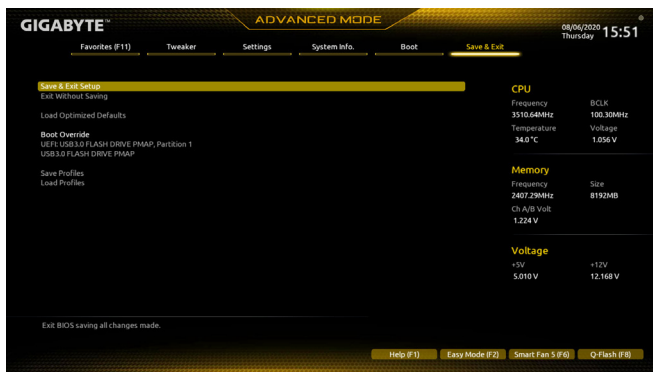 GIGABYTE™
ADVANCED MODE
08/06/2020 Thursday 15:51
Favorites (F11) Tweaker Settings System Info. Boot Save & Exit
Save & Exit Setup
Exit Without Saving
Load Optimized Defaults
Boot Override
UEFI: USB3.0 FLASH DRIVE PMAP, Partition 1
USB3.0 FLASH DRIVE PMAP
Save Profiles
Load Profiles
CPU
Frequency BCLK
3510.64MHz 100.30MHz
Temperature Voltage
34.0 °C 1.056 V
Memory
Frequency Size
2407.29MHz 8192MB
Ch A/B Volt
1.224 V
Voltage
+5V +12V
5.010 V 12.168 V
Exit BIOS saving all changes made.
Help (F1) Easy Mode (F2) Smart Fan 5 (F6) Q-Flash (F8)